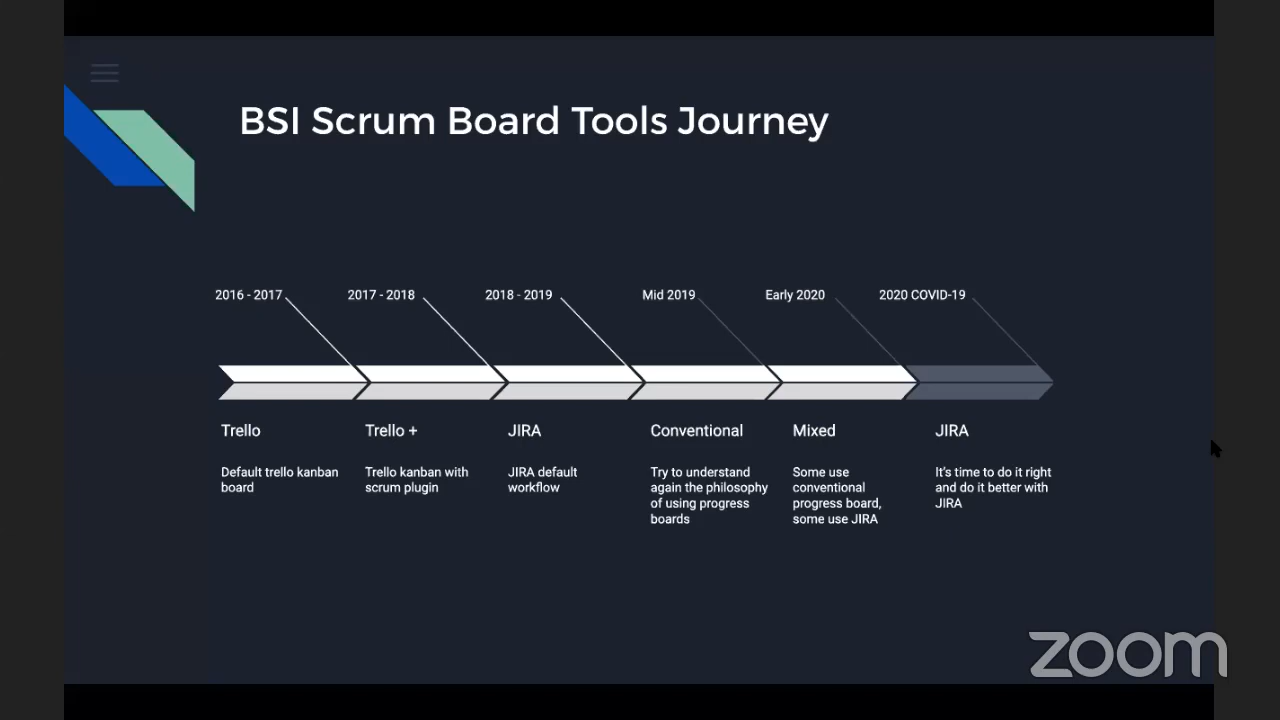 BSI Scrum Board Tools Journey
2016 - 2017
2017 - 2018
2018 - 2019
Mid 2019
Early 2020
2020 COVID-19
Trello
Default trello kanban
board
Trello +
Trello kanban with
scrum plugin
JIRA
JIRA default
workflow
Conventional
Try to understand
again the philosophy
of using progress
boards
Mixed
Some use
conventional
progress board,
some use JIRA
JIRA
It's time to do it right
and do it better with
JIRA
zoom